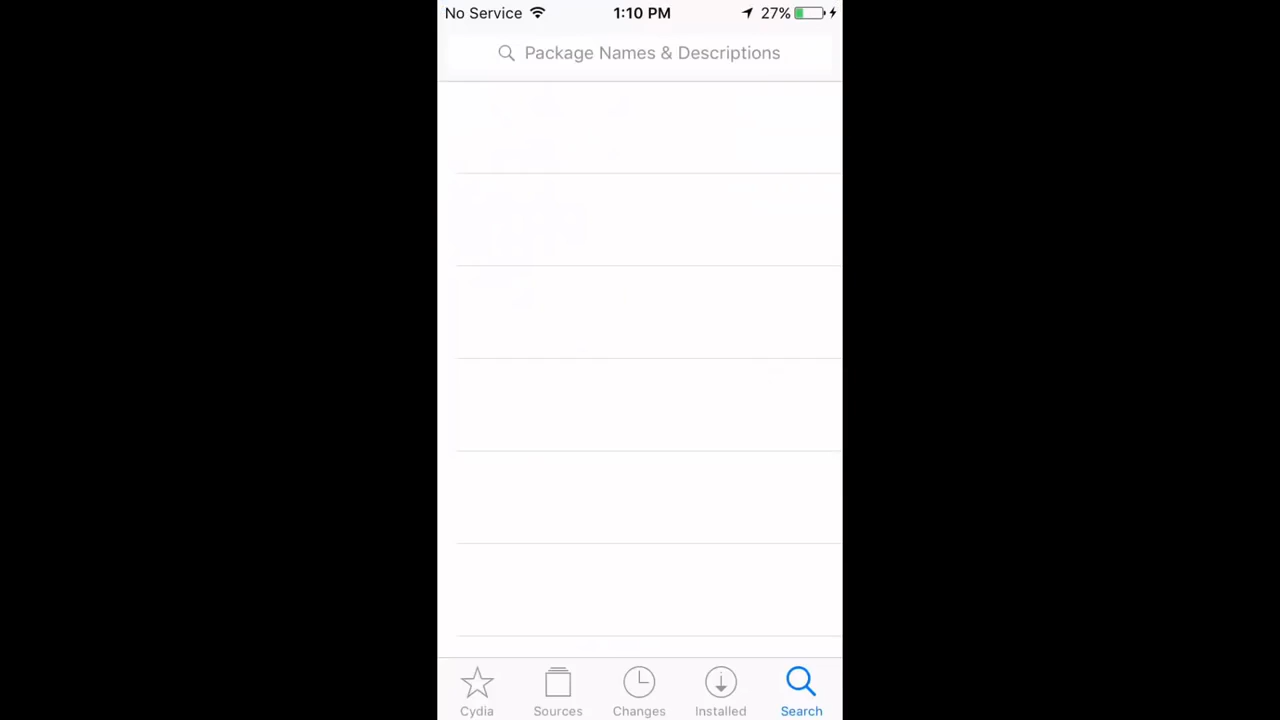 No Service 1:10 PM 27%
Package Names & Descriptions
Cydia Sources Changes Installed Search